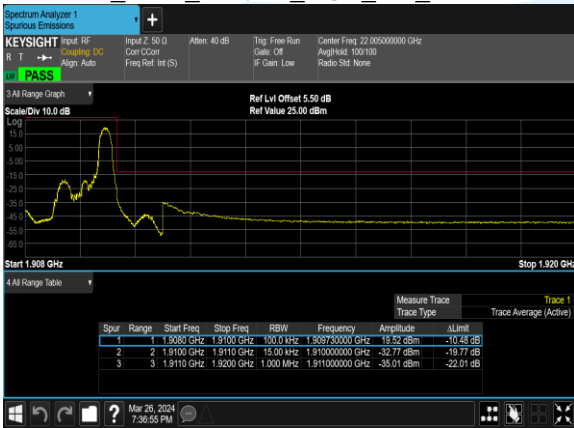 Spectrum Analyzer 1
Spurious Emissions
KEYSIGHT Input: RF Input Z: 50 Ω Atten: 40 dB Trig: Free Run Center Freq: 22.005000000 GHz
R T Coupling: DC Corr CCorr Gate: Off Avg|Hold: 100/100
Align: Auto Freq Ref: Int (S) IF Gain: Low Radio Std: None
LW PASS
3 All Range Graph
Ref Lvl Offset 5.50 dB
Scale/Div 10.0 dB Ref Value 25.00 dBm
Log
15.0
5.00
-5.00
-15.0
-25.0
-35.0
-45.0
-55.0
-65.0
Start 1.908 GHz Stop 1.920 GHz
4 All Range Table
Measure Trace Trace 1
Trace Type Trace Average (Active)
Spur Range Start Freq Stop Freq RBW Frequency Amplitude ΔLimit
1 1 1.9080 GHz 1.9100 GHz 100.0 kHz 1.909730000 GHz 19.52 dBm -10.48 dB
2 2 1.9100 GHz 1.9110 GHz 15.00 kHz 1.910000000 GHz -32.77 dBm -19.77 dB
3 3 1.9110 GHz 1.9200 GHz 1.000 MHz 1.911000000 GHz -35.01 dBm -22.01 dB
? Mar 26, 2024
7:36:55 PM